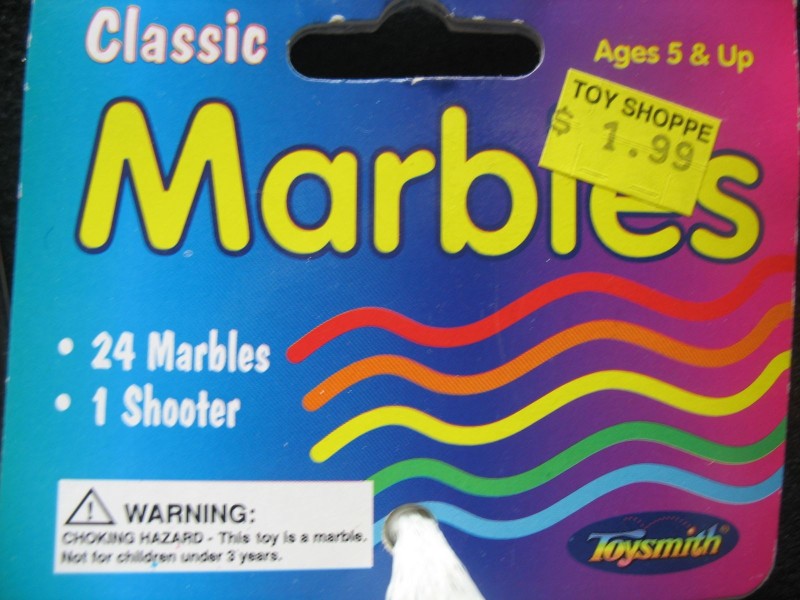 Classic
Ages 5 & Up
TOY SHOPPE
$ 1.99
Marbles
• 24 Marbles
• 1 Shooter
WARNING:
CHOKING HAZARD - This toy is a marble.
Not for children under 3 years.
Toysmith®